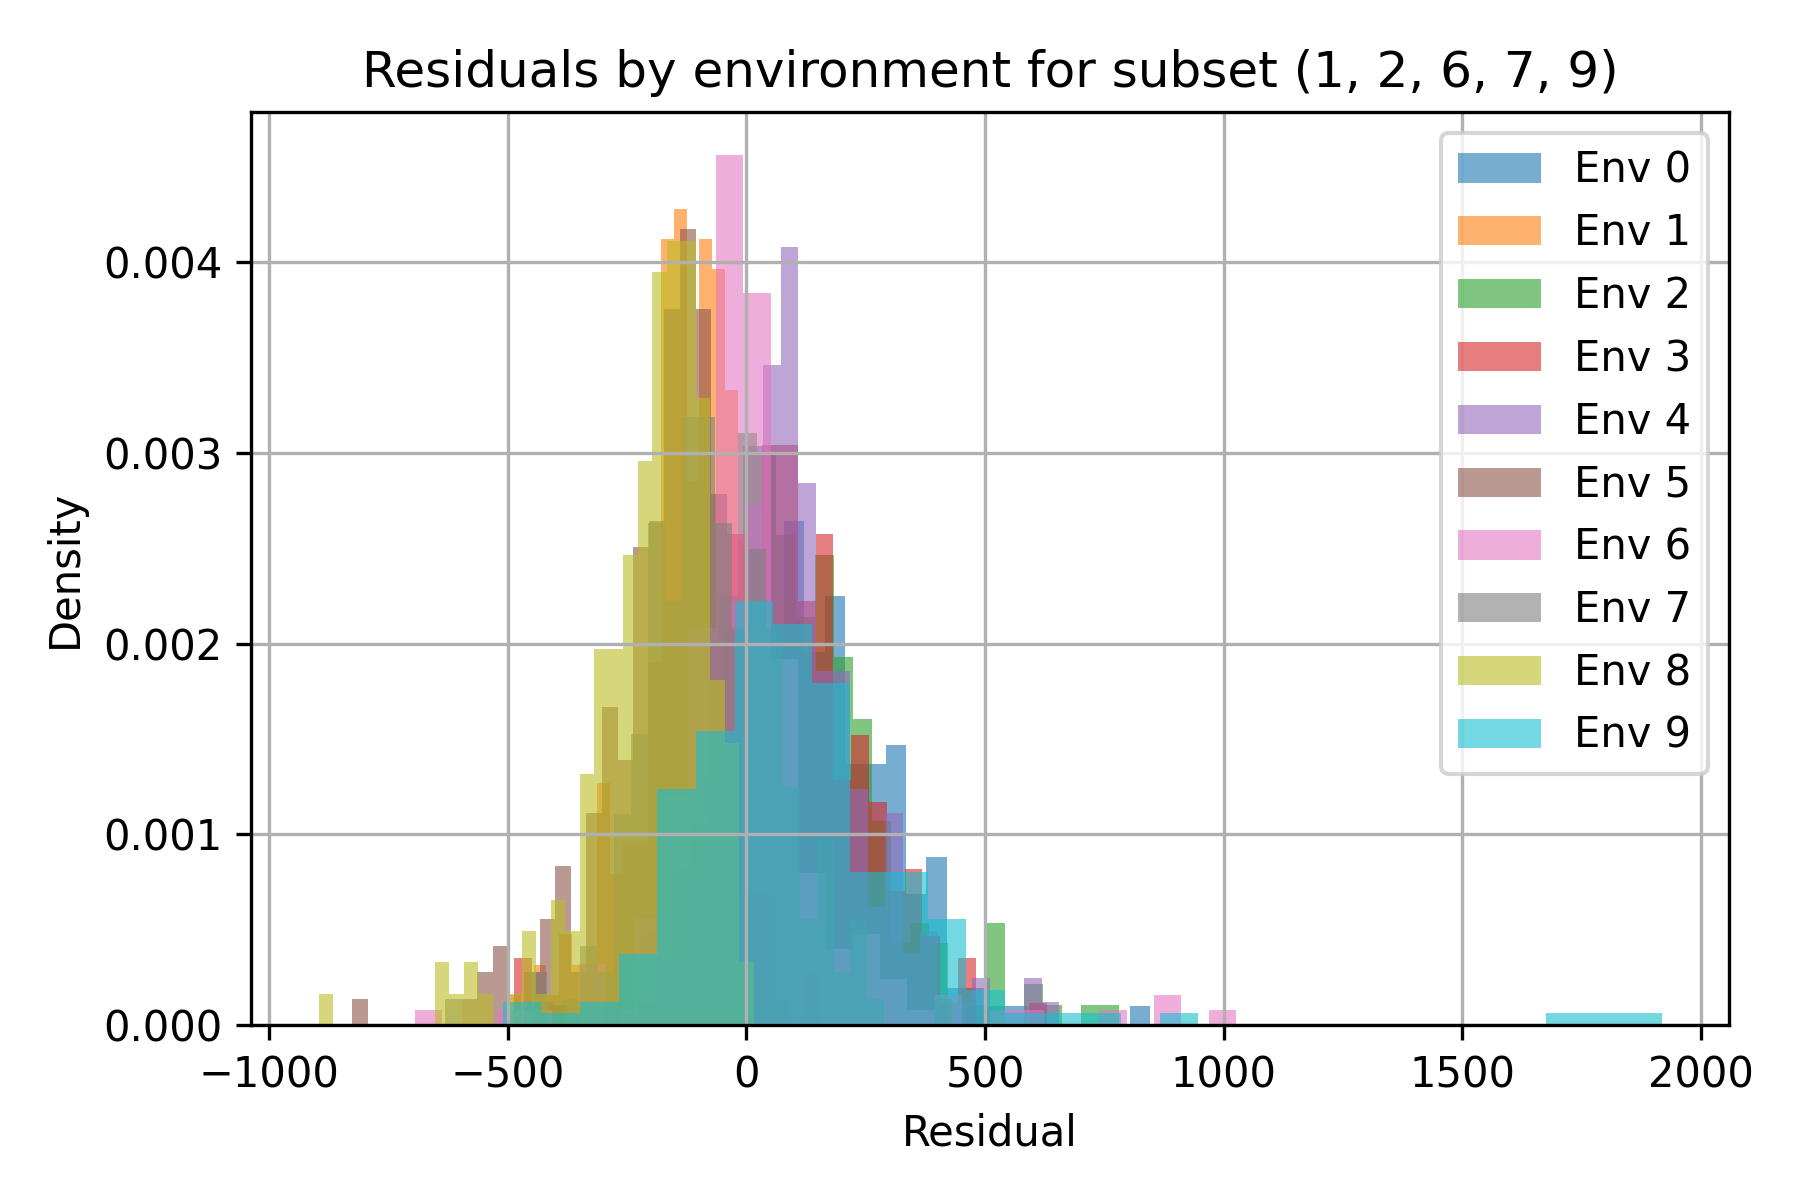 Residuals by environment for subset (1, 2, 6, 7, 9)
Env 0
Env 1
Env 2
Env 3
Env 4
Env 5
Env 6
Env 7
Env 8
Env 9
Density
0.004
0.003
0.002
0.001
0.000
−1000 −500 0 500 1000 1500 2000
Residual